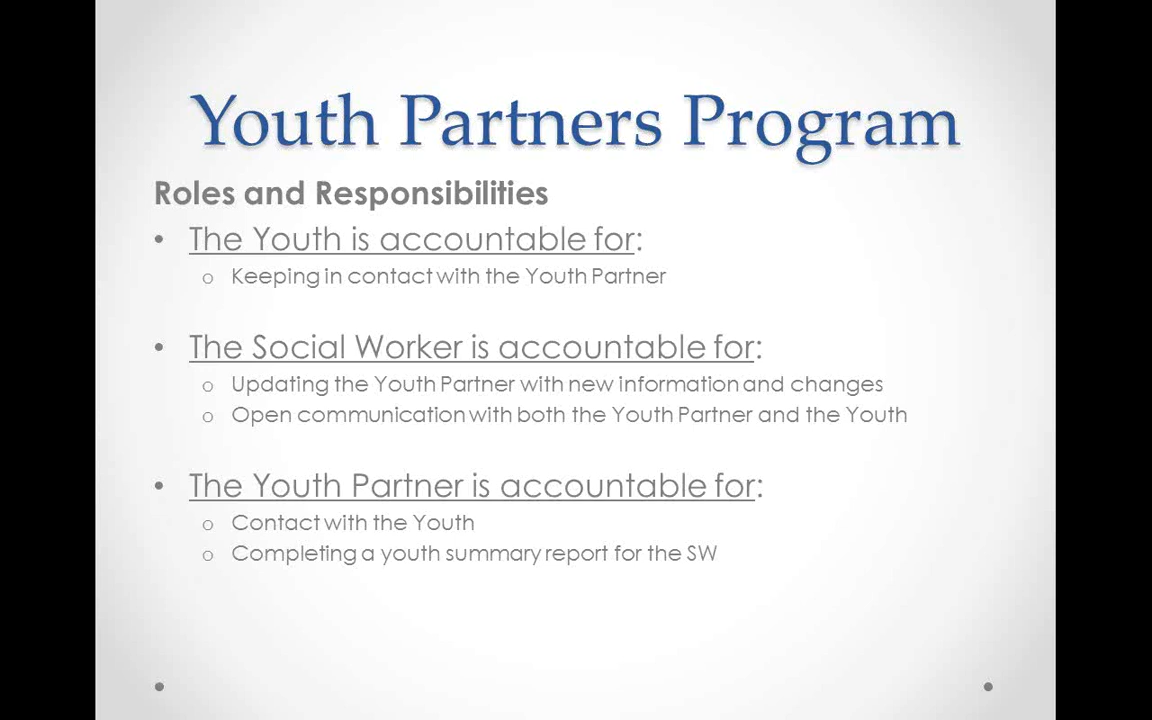 Youth Partners Program
Roles and Responsibilities
• The Youth is accountable for:
o Keeping in contact with the Youth Partner
• The Social Worker is accountable for:
o Updating the Youth Partner with new information and changes
o Open communication with both the Youth Partner and the Youth
• The Youth Partner is accountable for:
o Contact with the Youth
o Completing a youth summary report for the SW